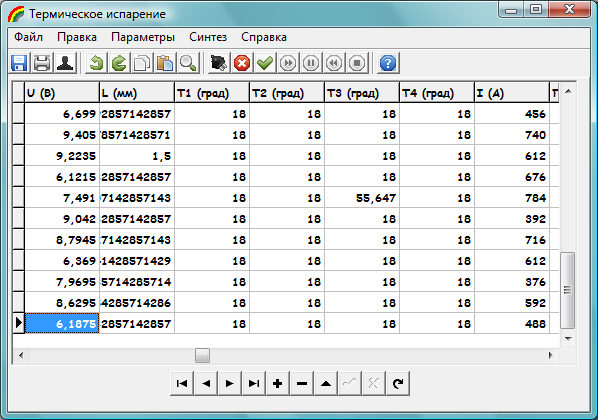 Термическое испарение
Файл Правка Параметры Синтез Справка
U (В) L (мм) T1 (град) T2 (град) T3 (град) T4 (град) I (А) T
6,699 2857142857 18 18 18 18 456
9,405 8571428571 18 18 18 18 740
9,2235 1,5 18 18 18 18 612
6,1215 2857142857 18 18 18 18 676
7,491 7142857143 18 18 55,647 18 784
9,042 2857142857 18 18 18 18 392
8,7945 7142857143 18 18 18 18 716
6,369 1428571429 18 18 18 18 612
7,9695 5714285714 18 18 18 18 376
8,6295 4285714286 18 18 18 18 592
6,1875 2857142857 18 18 18 18 488